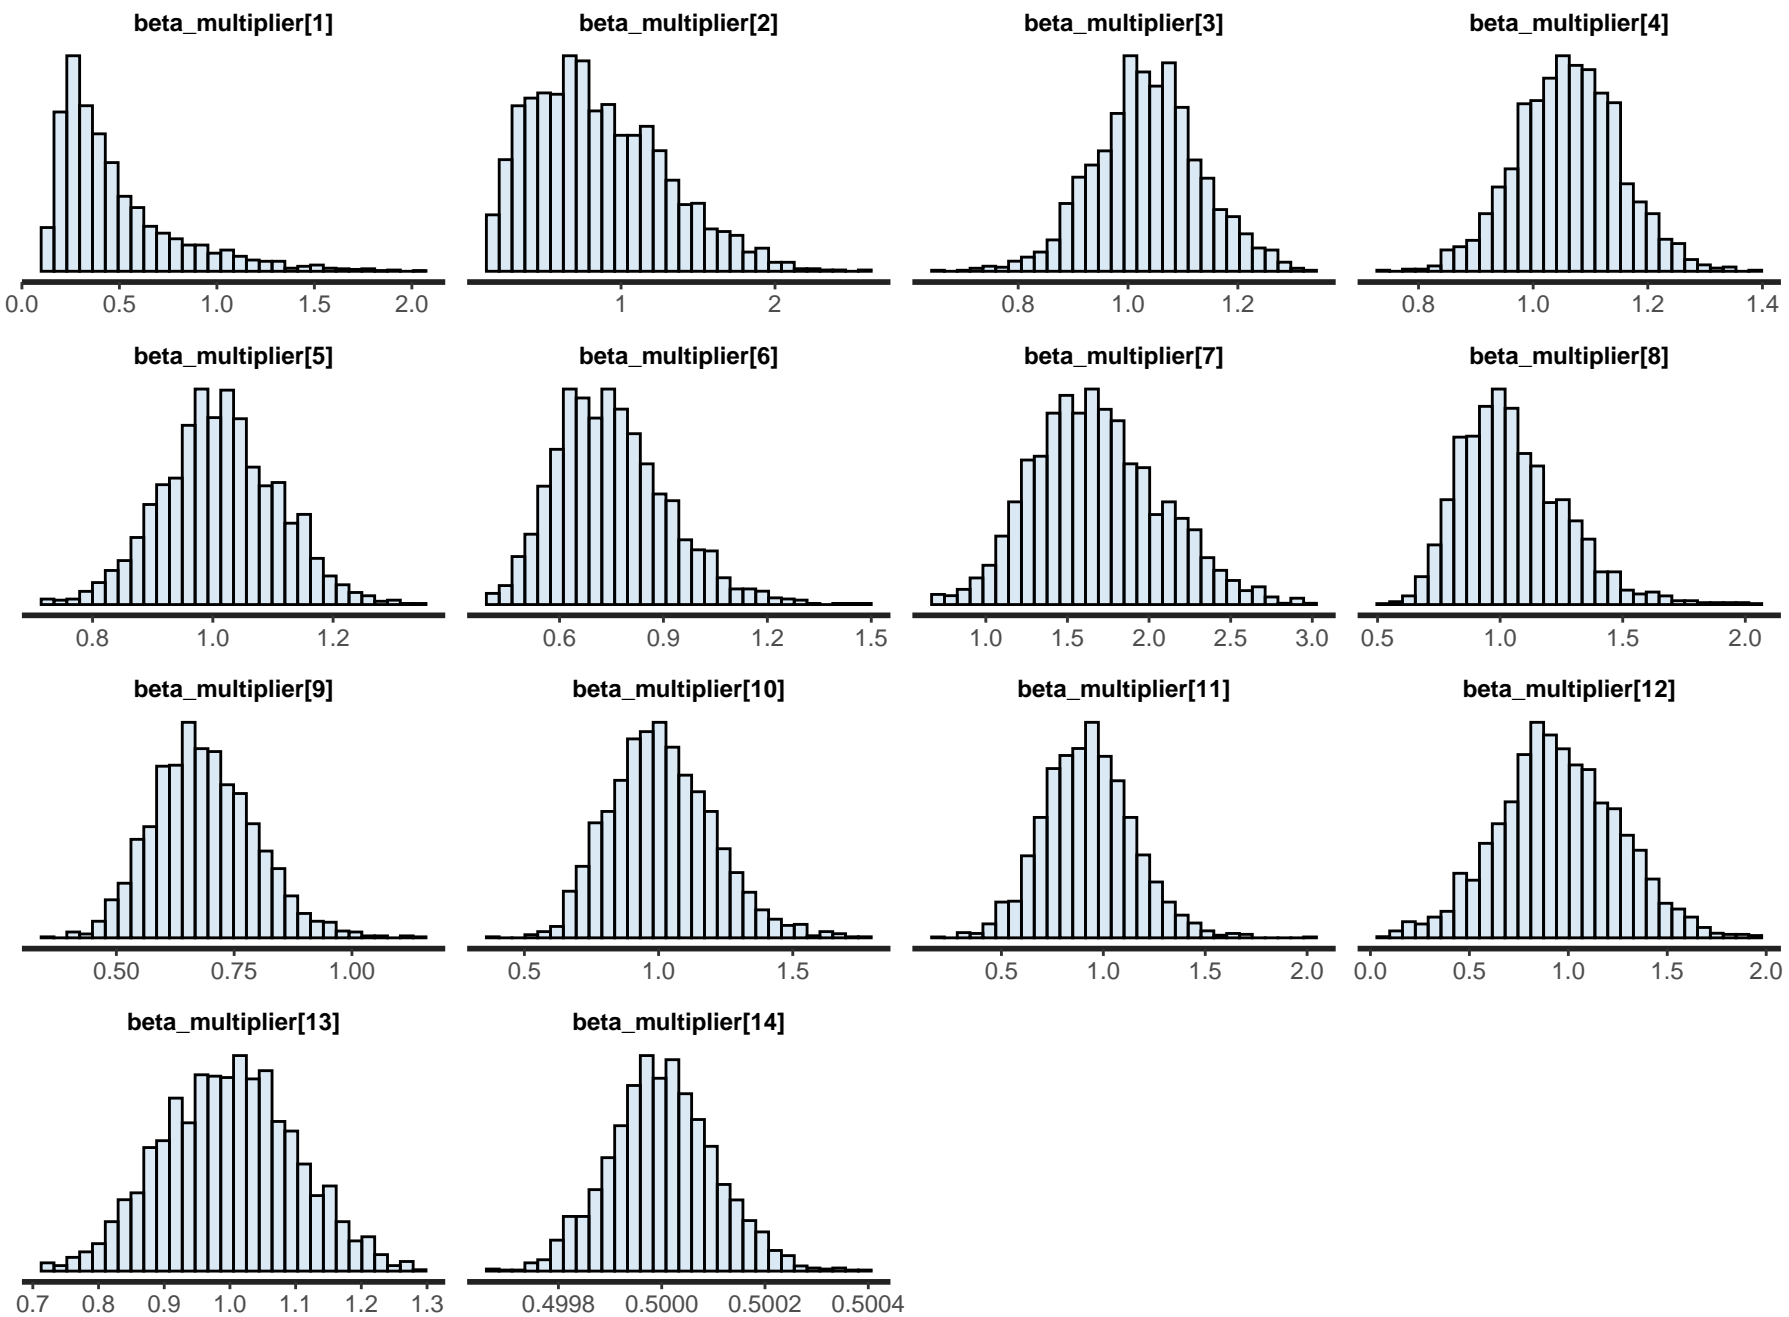 beta_multiplier[1] beta_multiplier[2] beta_multiplier[3] beta_multiplier[4]
0.0 0.5 1.0 1.5 2.0 1 2 0.8 1.0 1.2 0.8 1.0 1.2 1.4
beta_multiplier[5] beta_multiplier[6] beta_multiplier[7] beta_multiplier[8]
0.8 1.0 1.2 0.6 0.9 1.2 1.5 1.0 1.5 2.0 2.5 3.0 0.5 1.0 1.5 2.0
beta_multiplier[9] beta_multiplier[10] beta_multiplier[11] beta_multiplier[12]
0.50 0.75 1.00 0.5 1.0 1.5 0.5 1.0 1.5 2.0 0.0 0.5 1.0 1.5 2.0
beta_multiplier[13] beta_multiplier[14]
0.7 0.8 0.9 1.0 1.1 1.2 1.3 0.4998 0.5000 0.5002 0.5004